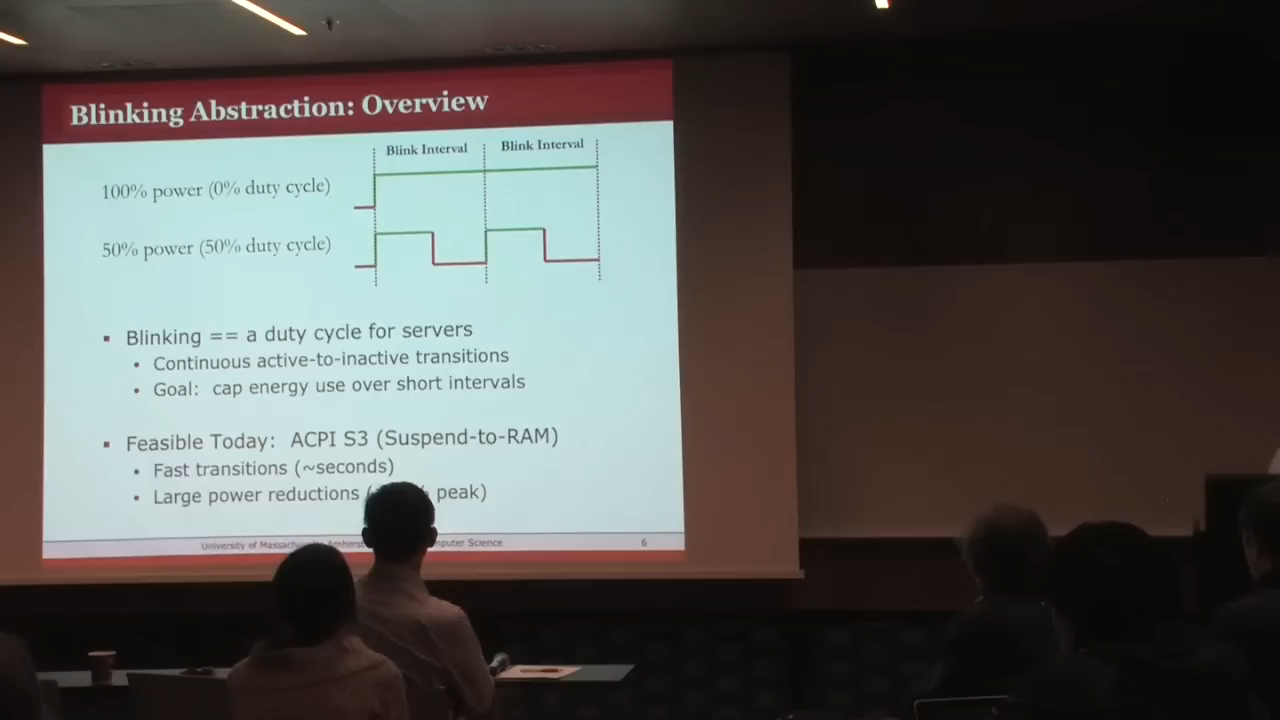 Blinking Abstraction: Overview
Blink Interval
Blink Interval
100% power (0% duty cycle)
50% power (50% duty cycle)
Blinking == a duty cycle for servers
Continuous active-to-inactive transitions
Goal: cap energy use over short intervals
Feasible Today: ACPI S3 (Suspend-to-RAM)
Fast transitions (~seconds)
Large power reductions peak)
University of Science
6